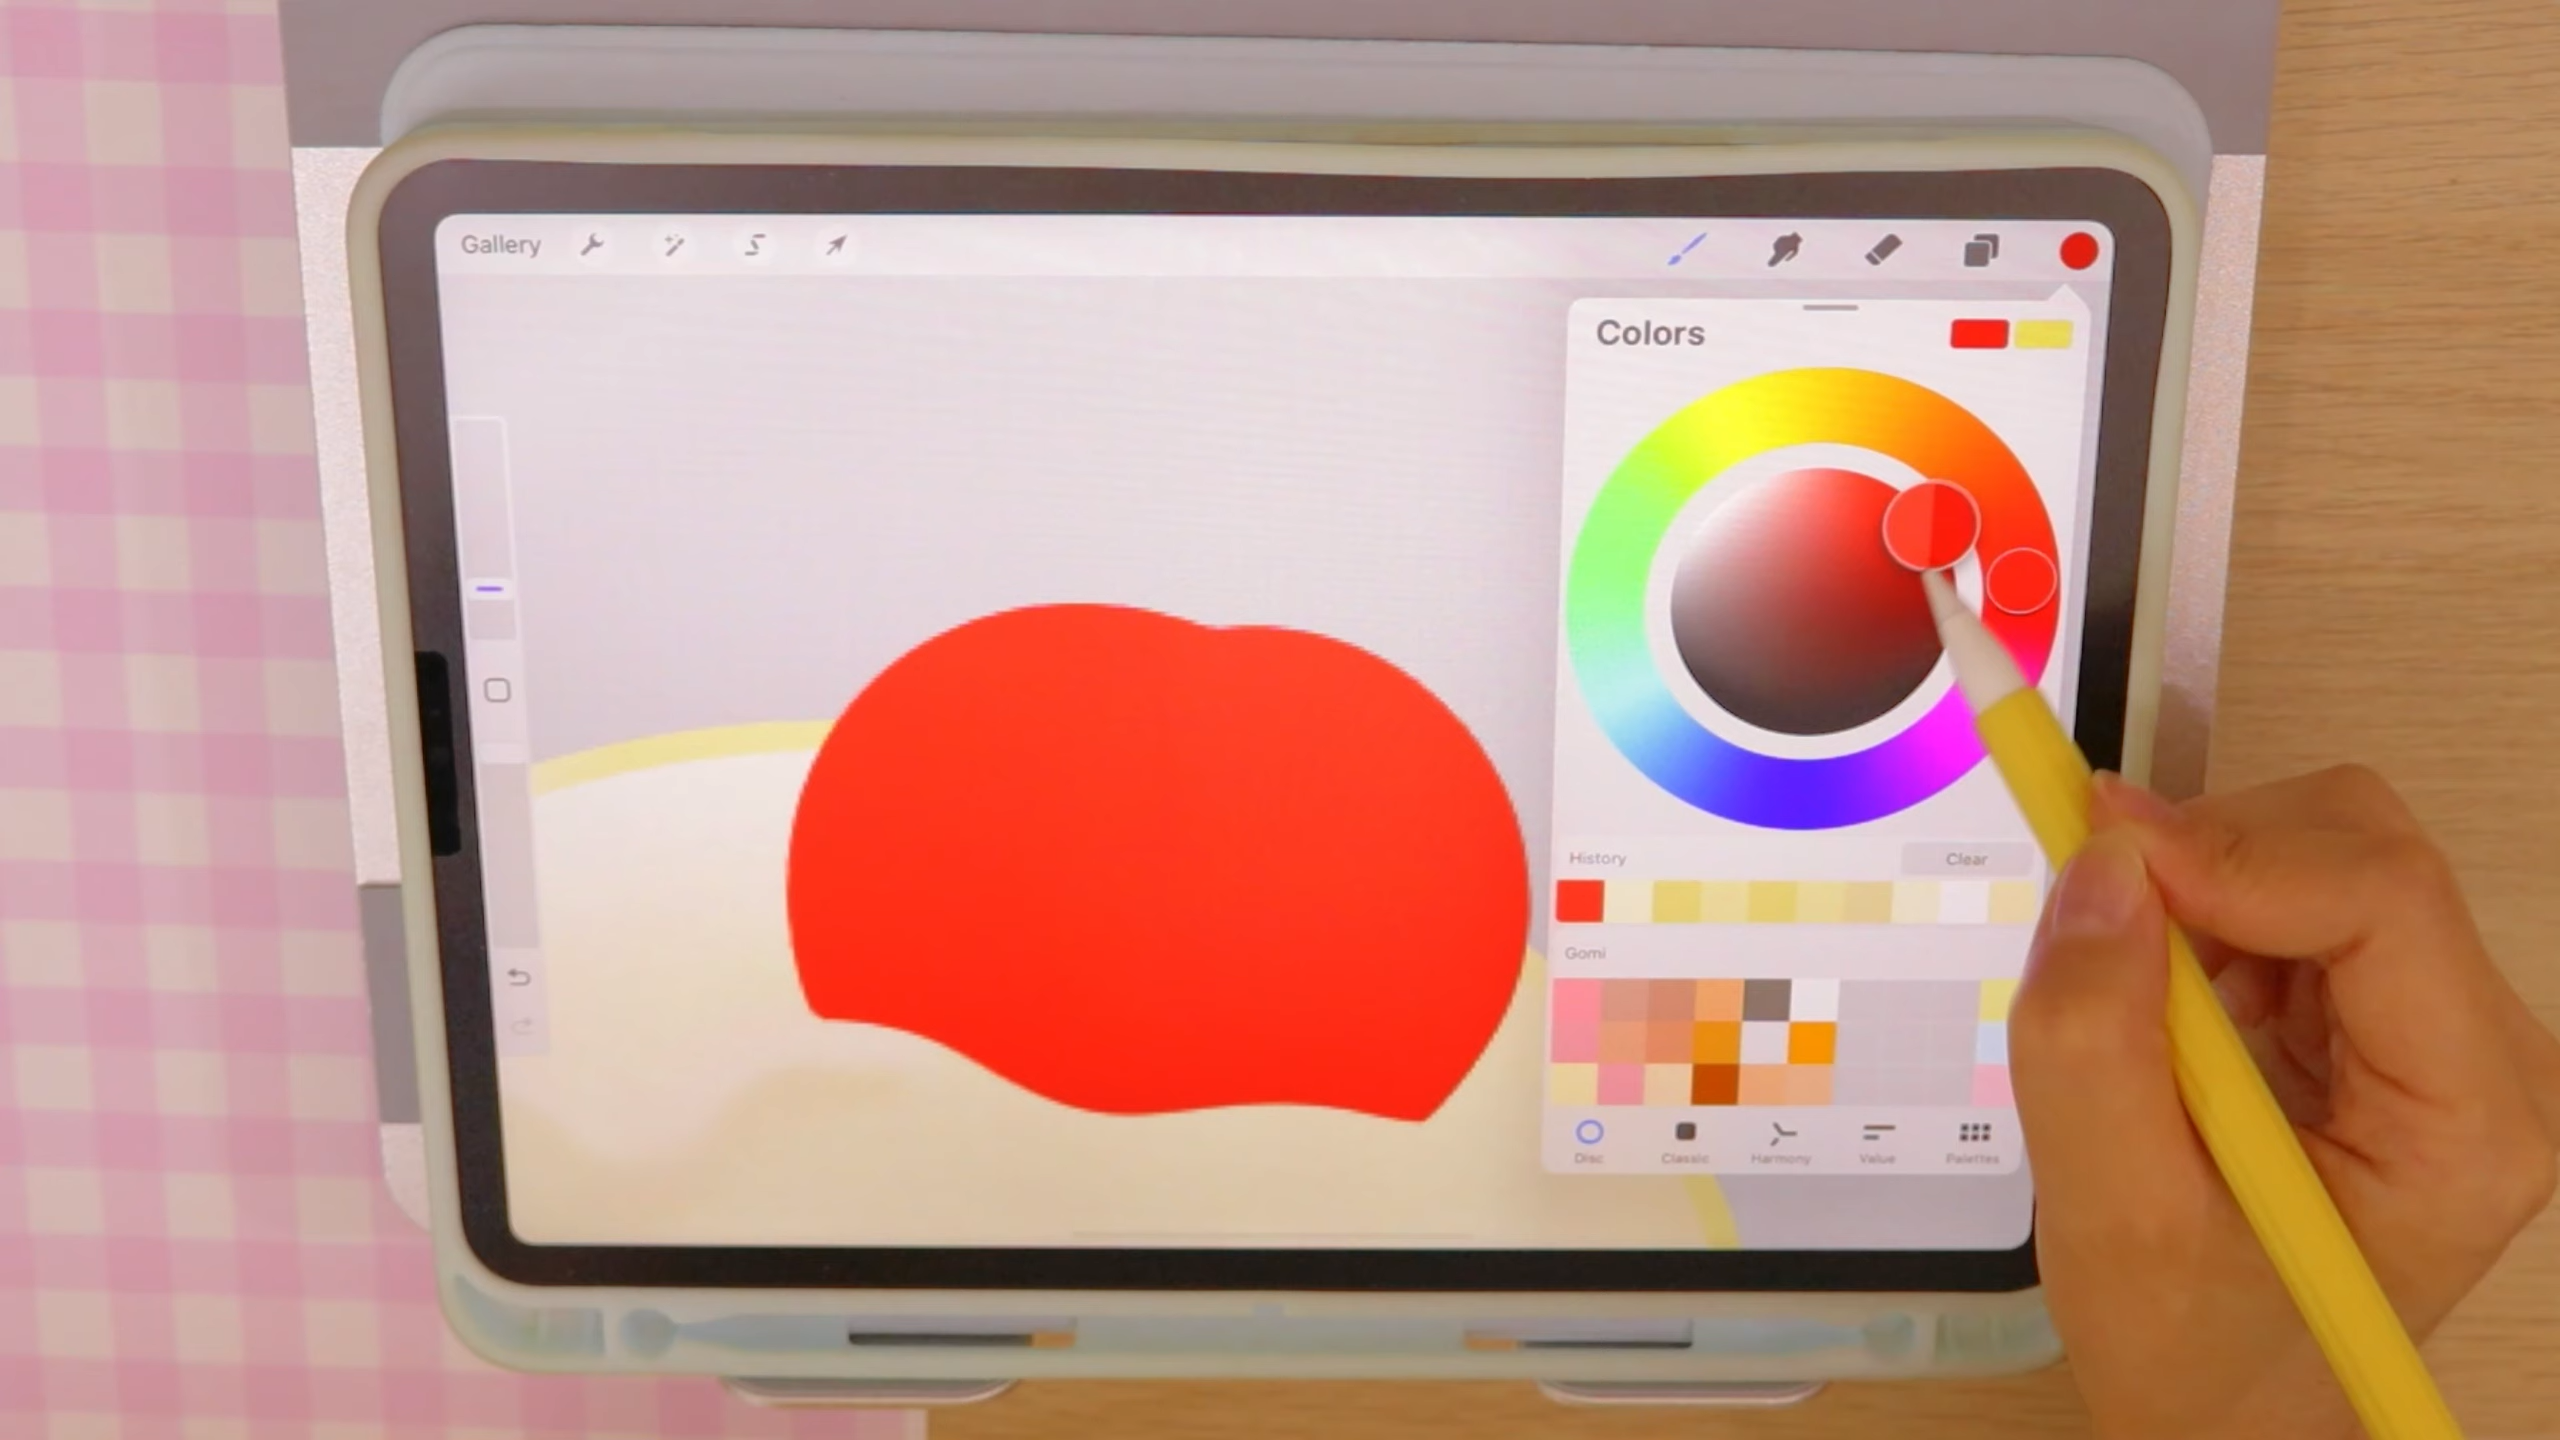 Gallery
Colors
History
Clear
Gomi
Disc
Classic
Harmony
Value
Palettes